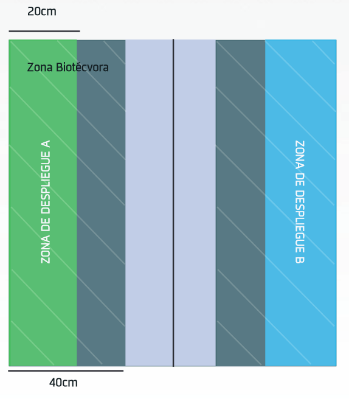 20cm
Zona Biotécvora
ZONA DE DESPLIEGUE A
ZONA DE DESPLIEGUE B
40cm